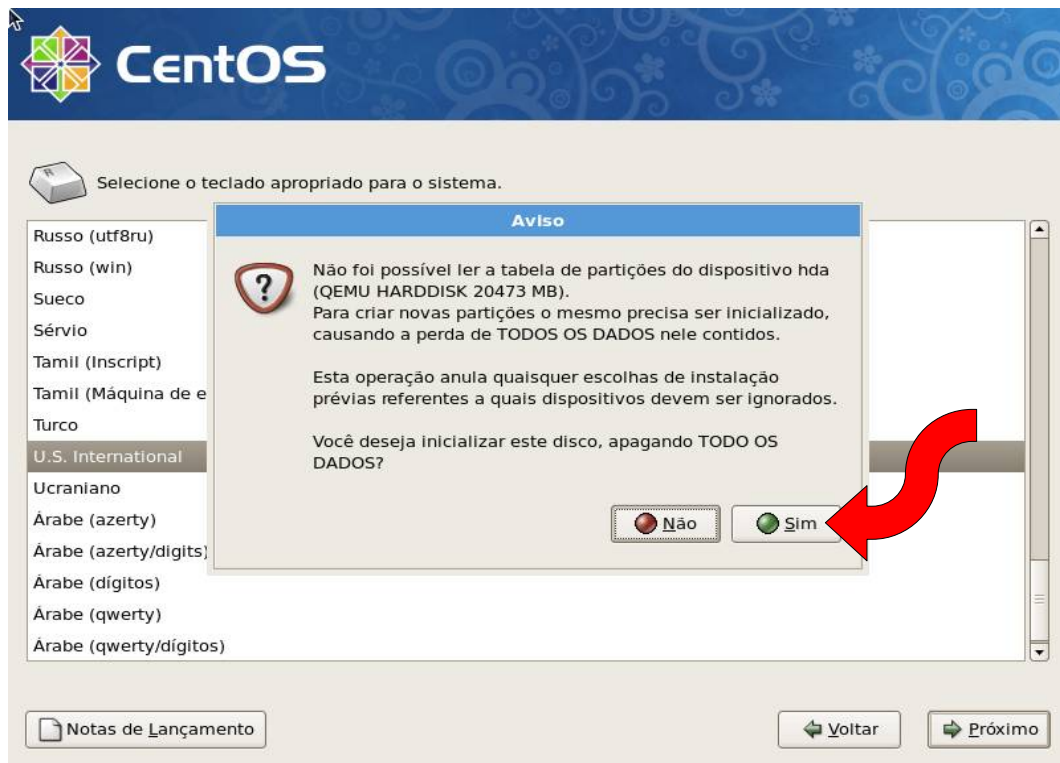 CentOS
Selecione o teclado apropriado para o sistema.
Aviso
Russo (utf8ru)
Russo (win)
Sueco
Sérvio
Tamil (Inscript)
Tamil (Máquina de e
Turco
U.S. International
Ucraniano
Árabe (azerty)
Árabe (azerty/digits)
Árabe (dígitos)
Árabe (qwerty)
Árabe (qwerty/dígitos)
Não foi possível ler a tabela de partições do dispositivo hda
(QEMU HARDDISK 20473 MB).
Para criar novas partições o mesmo precisa ser inicializado,
causando a perda de TODOS OS DADOS nele contidos.
Esta operação anula quaisquer escolhas de instalação
prévias referentes a quais dispositivos devem ser ignorados.
Você deseja inicializar este disco, apagando TODO OS
DADOS?
Não
Sim
Notas de Lançamento
Voltar
Próximo